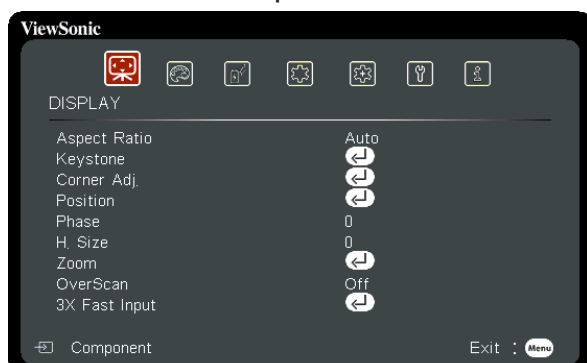 ViewSonic
DISPLAY
Aspect Ratio Auto
Keystone
Corner Adj.
Position
Phase 0
H. Size 0
Zoom
OverScan Off
3X Fast Input
Component Exit : Menu